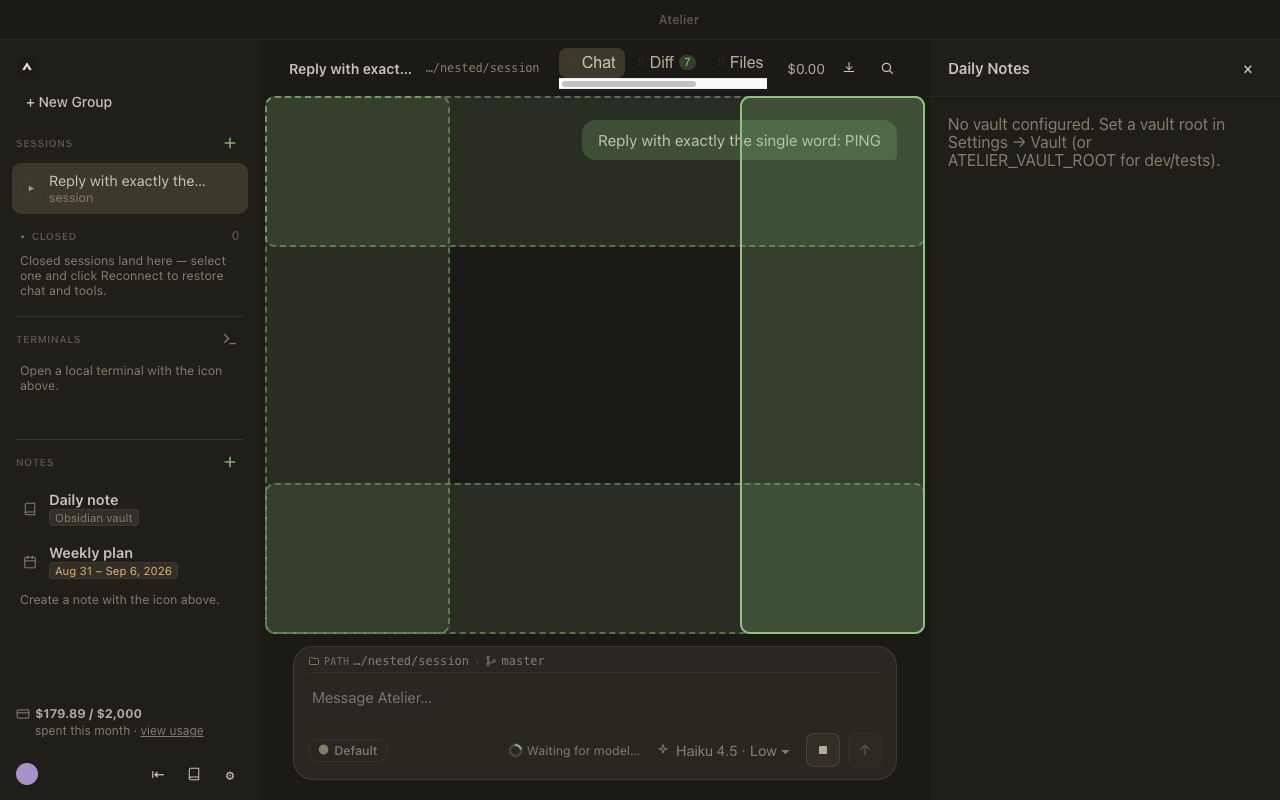 Atelier
+ New Group
SESSIONS
Reply with exactly the...
session
CLOSED 0
Closed sessions land here — select
one and click Reconnect to restore
chat and tools.
TERMINALS
Open a local terminal with the icon
above.
NOTES
Daily note
Obsidian vault
Weekly plan
Aug 31 – Sep 6, 2026
Create a note with the icon above.
$179.89 / $2,000
spent this month · view usage
Reply with exact... …/nested/session Chat Diff 7 Files $0.00
Reply with exactly the single word: PING
PATH …/nested/session › master
Message Atelier...
Default Waiting for model... Haiku 4.5 · Low
Daily Notes
No vault configured. Set a vault root in
Settings → Vault (or
ATELIER_VAULT_ROOT for dev/tests).